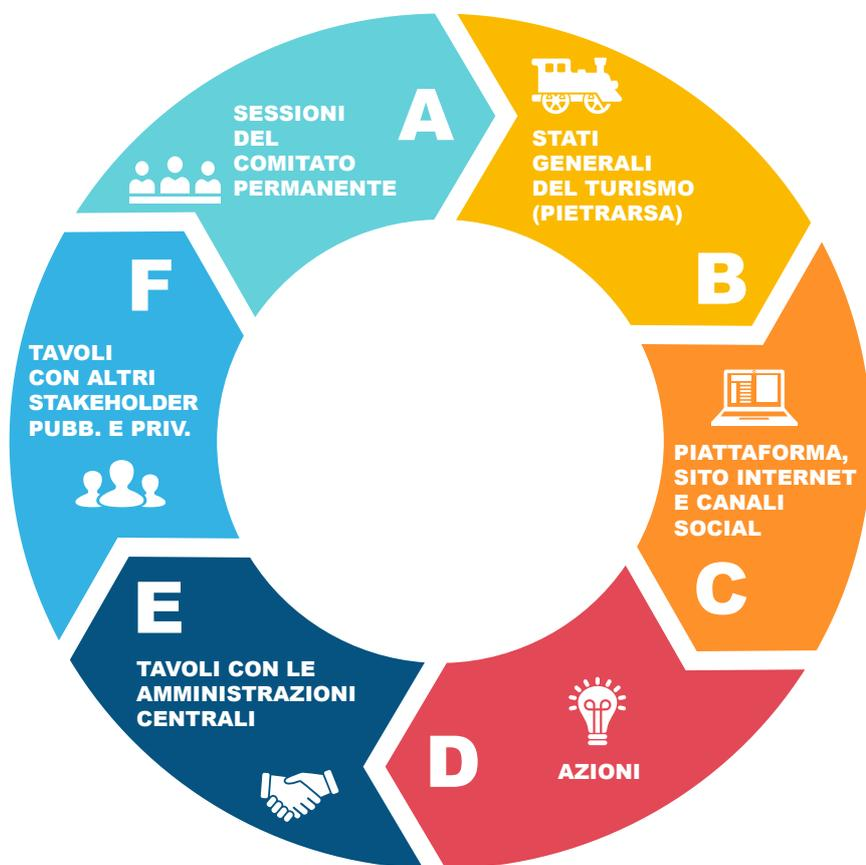 A
SESSIONI
DEL
COMITATO
PERMANENTE
STATI
GENERALI
DEL TURISMO
(PIETRARSA)
B
PIATTAFORMA,
SITO INTERNET
E CANALI
SOCIAL
C
D
AZIONI
E
TAVOLI CON LE
AMMINISTRAZIONI
CENTRALI
F
TAVOLI
CON ALTRI
STAKEHOLDER
PUBB. E PRIV.